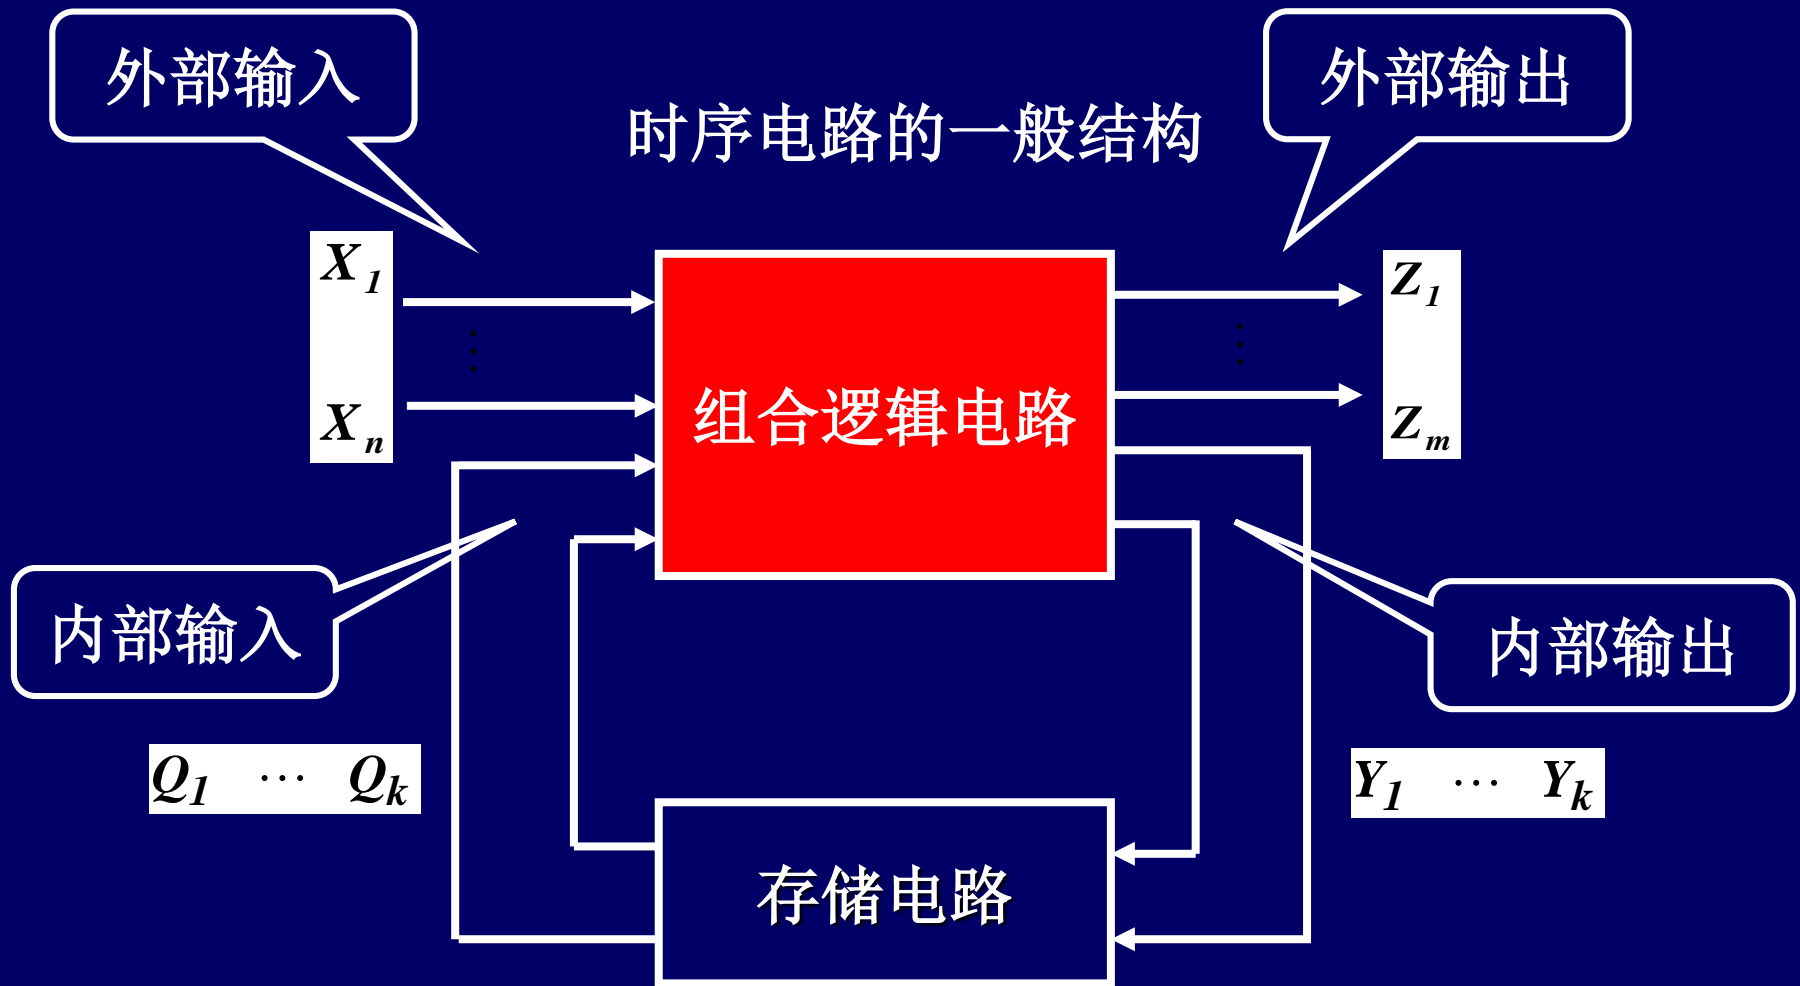 外部输入
外部输出
时序电路的一般结构
X1
⋮
Xn
Z1
⋮
Zm
组合逻辑电路
内部输入
内部输出
Q1 … Qk
Y1 … Yk
存储电路